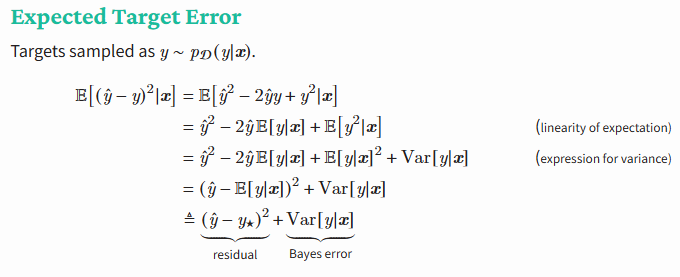 Expected Target Error
Targets sampled as y ∼ p𝒟(y|𝒙).
𝔼[(ŷ − y)²|𝒙] = 𝔼[ŷ² − 2ŷy + y²|𝒙]
= ŷ² − 2ŷ𝔼[y|𝒙] + 𝔼[y²|𝒙] (linearity of expectation)
= ŷ² − 2ŷ𝔼[y|𝒙] + 𝔼[y|𝒙]² + Var[y|𝒙] (expression for variance)
= (ŷ − 𝔼[y|𝒙])² + Var[y|𝒙]
≜ (ŷ − y⋆)² + Var[y|𝒙]
residual Bayes error